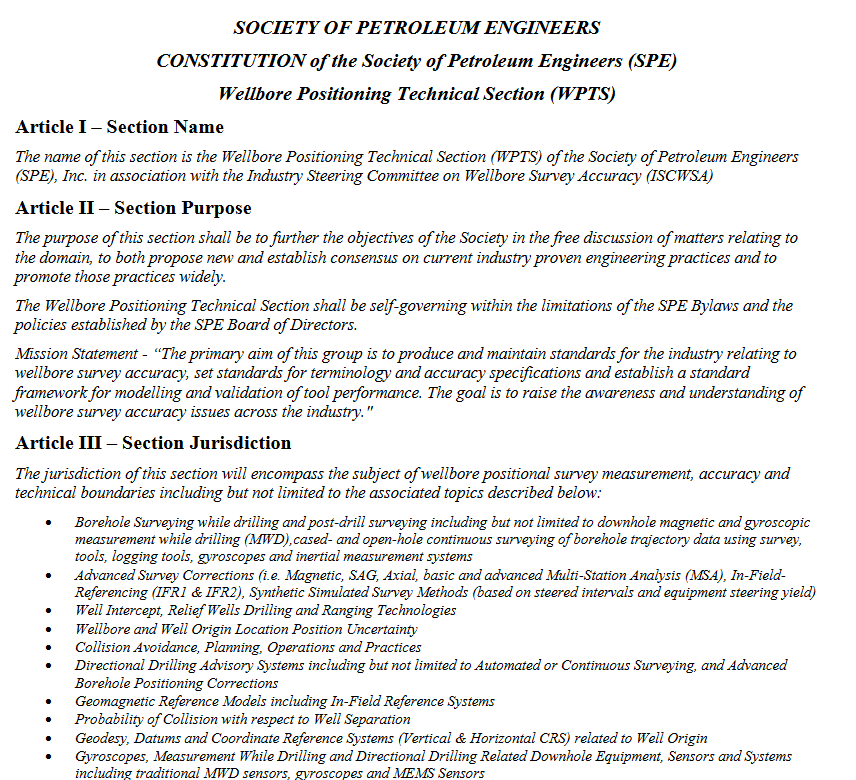 SOCIETY OF PETROLEUM ENGINEERS
CONSTITUTION of the Society of Petroleum Engineers (SPE)
Wellbore Positioning Technical Section (WPTS)
Article I – Section Name
The name of this section is the Wellbore Positioning Technical Section (WPTS) of the Society of Petroleum Engineers
(SPE), Inc. in association with the Industry Steering Committee on Wellbore Survey Accuracy (ISCWSA)
Article II – Section Purpose
The purpose of this section shall be to further the objectives of the Society in the free discussion of matters relating to
the domain, to both propose new and establish consensus on current industry proven engineering practices and to
promote those practices widely.
The Wellbore Positioning Technical Section shall be self-governing within the limitations of the SPE Bylaws and the
policies established by the SPE Board of Directors.
Mission Statement - “The primary aim of this group is to produce and maintain standards for the industry relating to
wellbore survey accuracy, set standards for terminology and accuracy specifications and establish a standard
framework for modelling and validation of tool performance. The goal is to raise the awareness and understanding of
wellbore survey accuracy issues across the industry."
Article III – Section Jurisdiction
The jurisdiction of this section will encompass the subject of wellbore positional survey measurement, accuracy and
technical boundaries including but not limited to the associated topics described below:
• Borehole Surveying while drilling and post-drill surveying including but not limited to downhole magnetic and gyroscopic
measurement while drilling (MWD),cased- and open-hole continuous surveying of borehole trajectory data using survey,
tools, logging tools, gyroscopes and inertial measurement systems
• Advanced Survey Corrections (i.e. Magnetic, SAG, Axial, basic and advanced Multi-Station Analysis (MSA), In-Field-
Referencing (IFR1 & IFR2), Synthetic Simulated Survey Methods (based on steered intervals and equipment steering yield)
• Well Intercept, Relief Wells Drilling and Ranging Technologies
• Wellbore and Well Origin Location Position Uncertainty
• Collision Avoidance, Planning, Operations and Practices
• Directional Drilling Advisory Systems including but not limited to Automated or Continuous Surveying, and Advanced
Borehole Positioning Corrections
• Geomagnetic Reference Models including In-Field Reference Systems
• Probability of Collision with respect to Well Separation
• Geodesy, Datums and Coordinate Reference Systems (Vertical & Horizontal CRS) related to Well Origin
• Gyroscopes, Measurement While Drilling and Directional Drilling Related Downhole Equipment, Sensors and Systems
including traditional MWD sensors, gyroscopes and MEMS Sensors